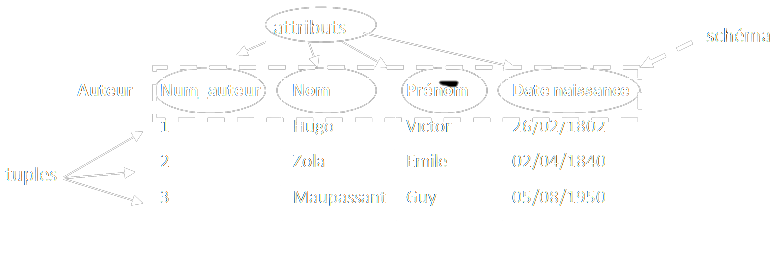 attributs
schéma
Auteur Num_auteur Nom Prénom Date naissance
1 Hugo Victor 26/02/1802
tuples
2 Zola Emile 02/04/1840
3 Maupassant Guy 05/08/1950